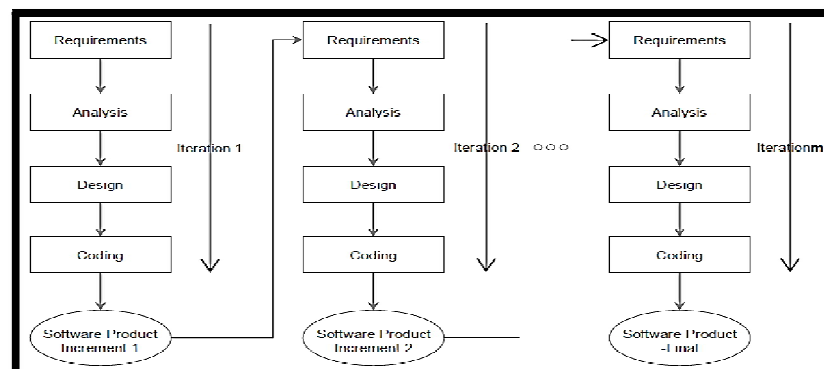 Requirements
Analysis
Iteration 1
Design
Coding
Software Product
Increment 1
Requirements
Analysis
Iteration 2
Design
Coding
Software Product
Increment 2
Requirements
Analysis
Iterationm
Design
Coding
Software Product
-Final